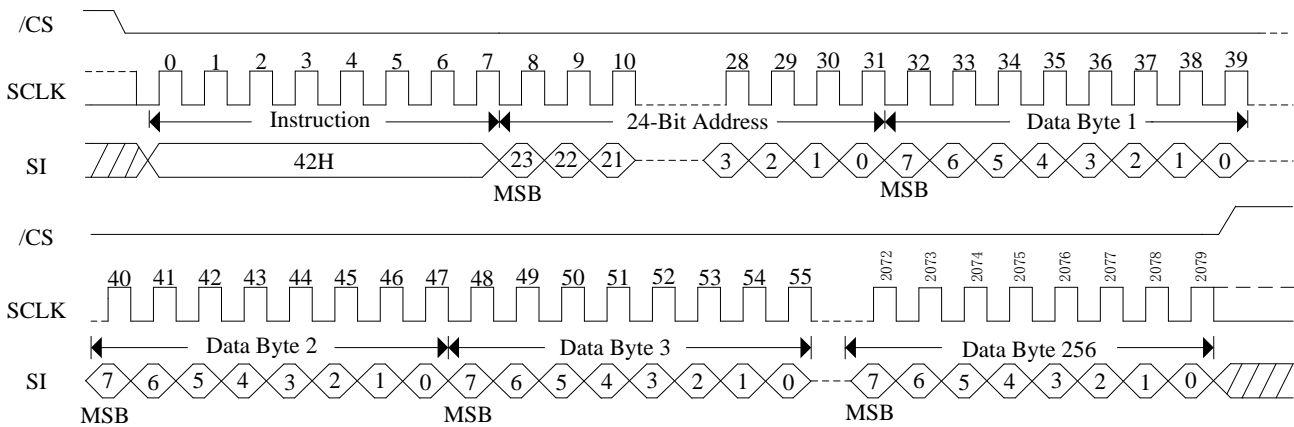 /CS
0 1 2 3 4 5 6 7 8 9 10 28 29 30 31 32 33 34 35 36 37 38 39
SCLK
Instruction 24-Bit Address Data Byte 1
SI 42H 23 22 21 3 2 1 0 7 6 5 4 3 2 1 0
MSB MSB
/CS
40 41 42 43 44 45 46 47 48 49 50 51 52 53 54 55 2072 2073 2074 2075 2076 2077 2078 2079
SCLK
Data Byte 2 Data Byte 3 Data Byte 256
SI 7 6 5 4 3 2 1 0 7 6 5 4 3 2 1 0 7 6 5 4 3 2 1 0
MSB MSB MSB